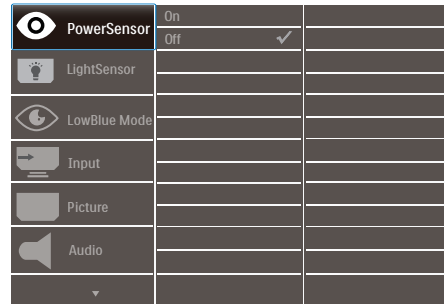 PowerSensor
On
Off
LightSensor
LowBlue Mode
Input
Picture
Audio